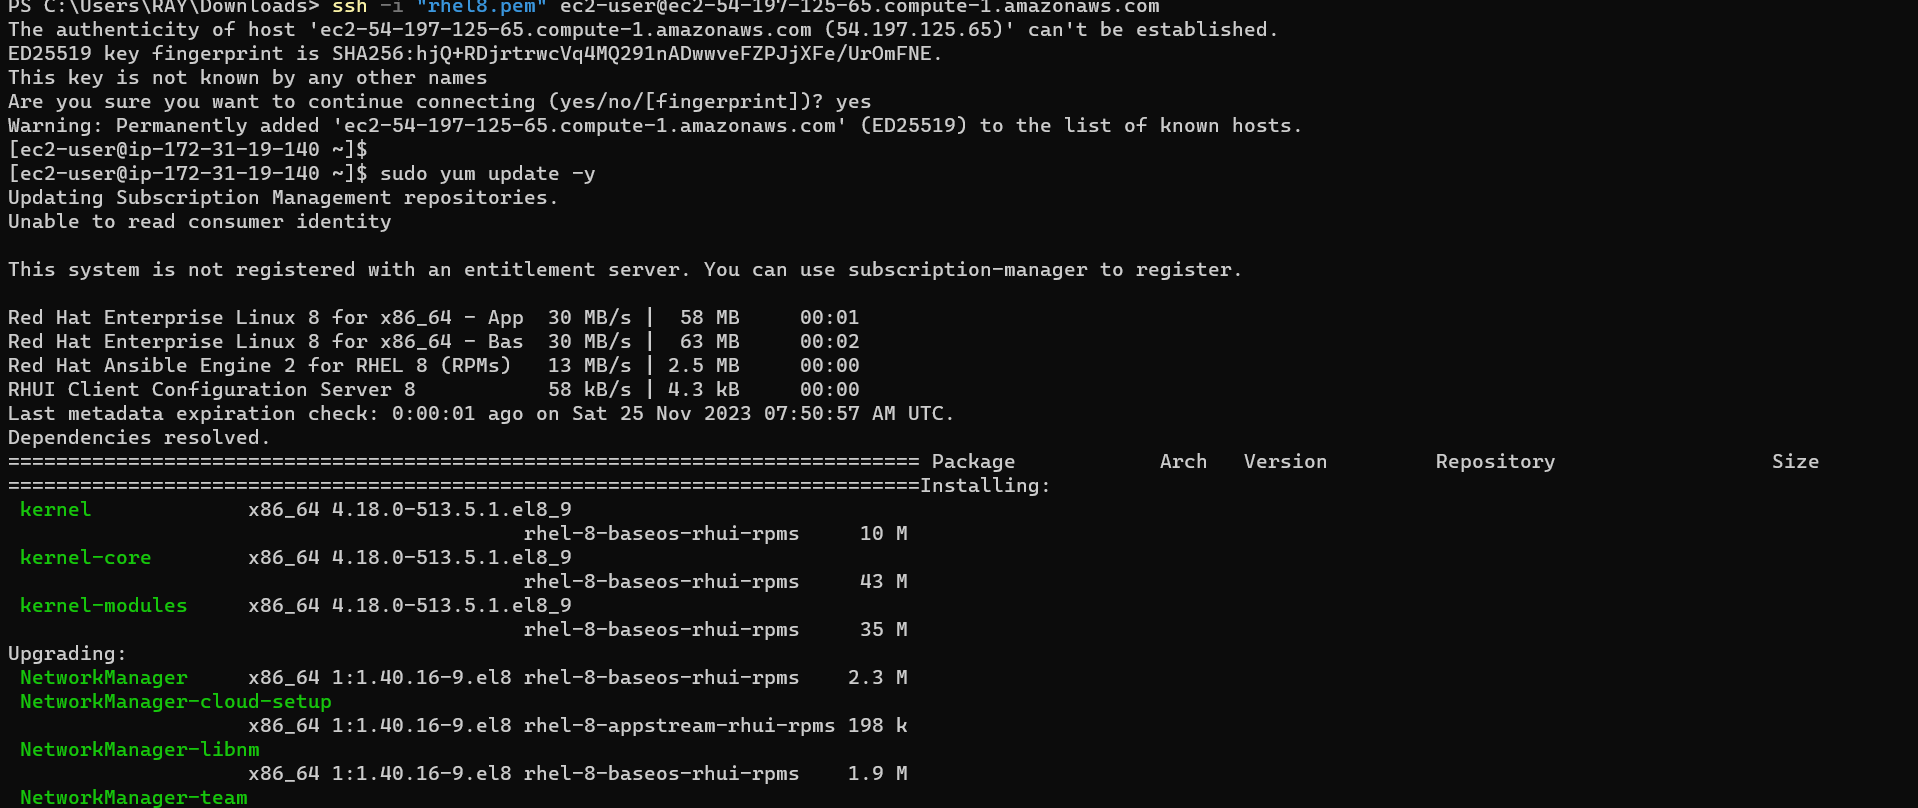 PS C:\Users\RAY\Downloads> ssh -i "rhel8.pem" ec2-user@ec2-54-197-125-65.compute-1.amazonaws.com
The authenticity of host 'ec2-54-197-125-65.compute-1.amazonaws.com (54.197.125.65)' can't be established.
ED25519 key fingerprint is SHA256:hjQ+RDjrtrwcVq4MQ291nADwwveFZPJjXFe/UrOmFNE.
This key is not known by any other names
Are you sure you want to continue connecting (yes/no/[fingerprint])? yes
Warning: Permanently added 'ec2-54-197-125-65.compute-1.amazonaws.com' (ED25519) to the list of known hosts.
[ec2-user@ip-172-31-19-140 ~]$
[ec2-user@ip-172-31-19-140 ~]$ sudo yum update -y
Updating Subscription Management repositories.
Unable to read consumer identity
This system is not registered with an entitlement server. You can use subscription-manager to register.
Red Hat Enterprise Linux 8 for x86_64 - App  30 MB/s |  58 MB     00:01
Red Hat Enterprise Linux 8 for x86_64 - Bas  30 MB/s |  63 MB     00:02
Red Hat Ansible Engine 2 for RHEL 8 (RPMs)   13 MB/s | 2.5 MB     00:00
RHUI Client Configuration Server 8           58 kB/s | 4.3 kB     00:00
Last metadata expiration check: 0:00:01 ago on Sat 25 Nov 2023 07:50:57 AM UTC.
Dependencies resolved.
============================================================================ Package            Arch   Version         Repository                  Size
============================================================================Installing:
 kernel             x86_64 4.18.0-513.5.1.el8_9
                                           rhel-8-baseos-rhui-rpms     10 M
 kernel-core        x86_64 4.18.0-513.5.1.el8_9
                                           rhel-8-baseos-rhui-rpms     43 M
 kernel-modules     x86_64 4.18.0-513.5.1.el8_9
                                           rhel-8-baseos-rhui-rpms     35 M
Upgrading:
 NetworkManager     x86_64 1:1.40.16-9.el8 rhel-8-baseos-rhui-rpms    2.3 M
 NetworkManager-cloud-setup
                    x86_64 1:1.40.16-9.el8 rhel-8-appstream-rhui-rpms 198 k
 NetworkManager-libnm
                    x86_64 1:1.40.16-9.el8 rhel-8-baseos-rhui-rpms    1.9 M
 NetworkManager-team